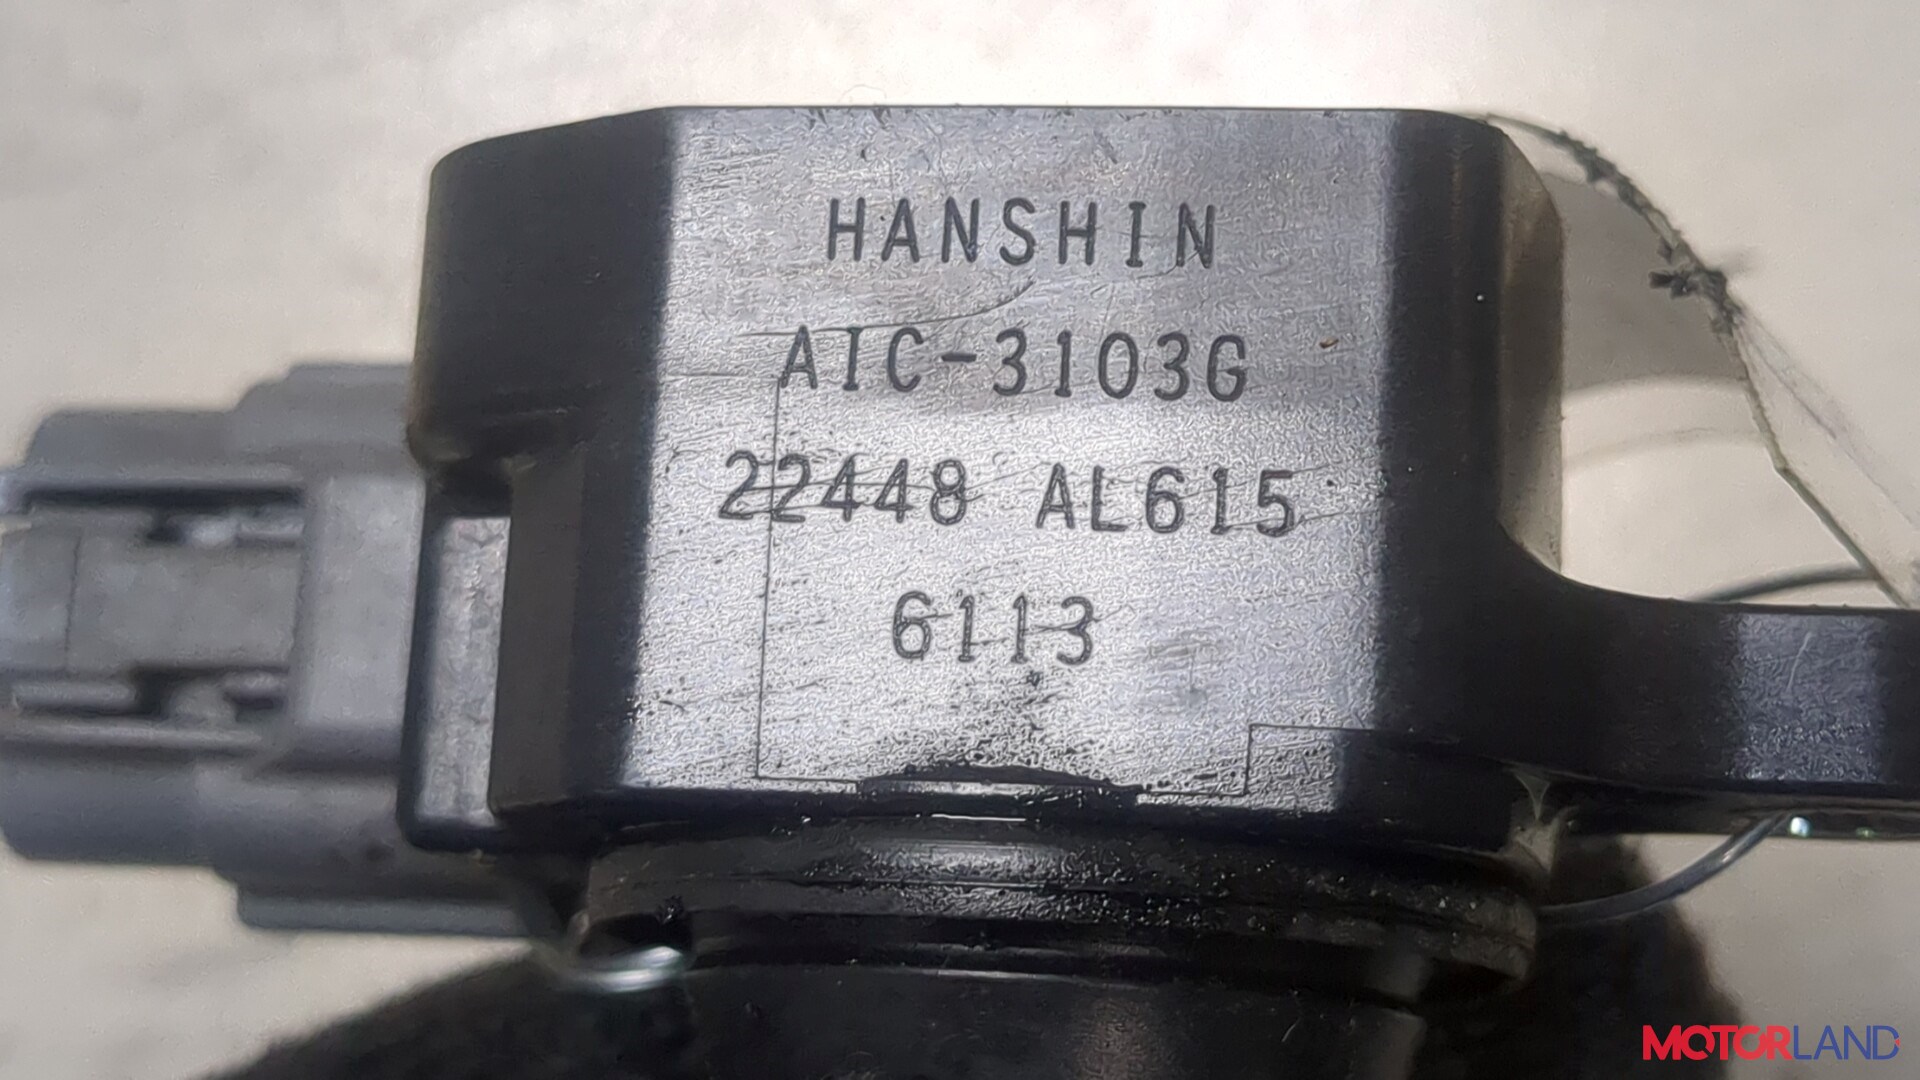 HANSHIN
AIC-3103G
22448 AL615
6113
MOTORLAND